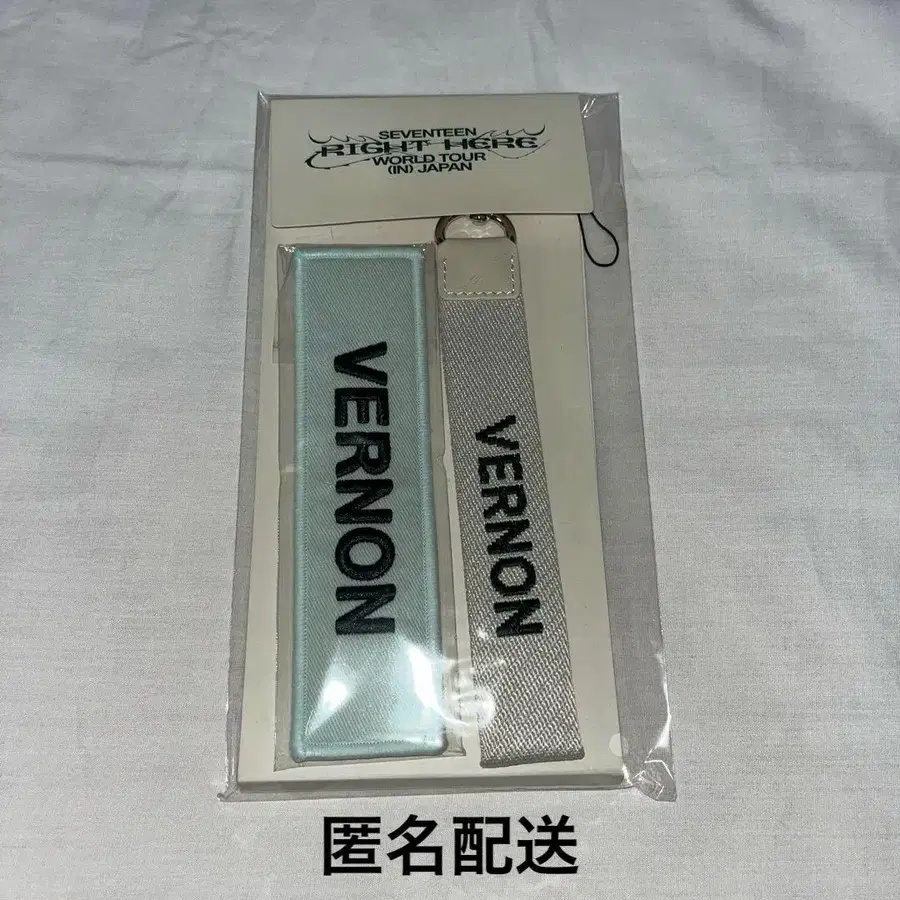 SEVENTEEN
RIGHT HERE
WORLD TOUR
(IN) JAPAN
VERNON
VERNON
匿名配送